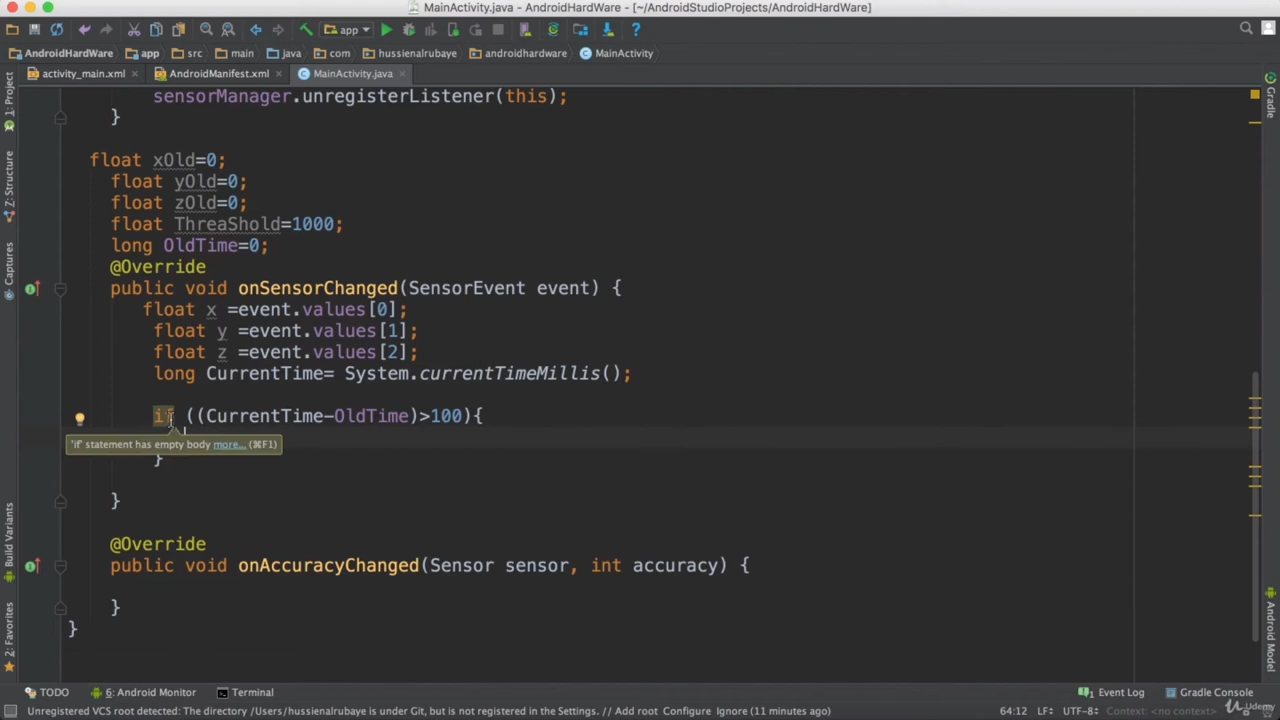 MainActivity.java - AndroidHardWare - [~/AndroidStudioProjects/AndroidHardWare]
app
AndroidHardWare app src main java com hussienalrubaye androidhardware MainActivity
activity_main.xml AndroidManifest.xml MainActivity.java
1: Project
Z: Structure
Captures
Build Variants
2: Favorites
Gradle
Android Model
sensorManager.unregisterListener(this);
}
float xOld=0;
float yOld=0;
float zOld=0;
float ThreaShold=1000;
long OldTime=0;
@Override
public void onSensorChanged(SensorEvent event) {
float x =event.values[0];
float y =event.values[1];
float z =event.values[2];
long CurrentTime= System.currentTimeMillis();
if ((CurrentTime-OldTime)>100){
'if' statement has empty body more... (⌘F1)
}
}
@Override
public void onAccuracyChanged(Sensor sensor, int accuracy) {
}
}
TODO 6: Android Monitor Terminal 1 Event Log Gradle Console
Unregistered VCS root detected: The directory /Users/hussienalrubaye is under Git, but is not registered in the Settings. // Add root Configure Ignore (11 minutes ago) 64:12 LF÷ UTF-8÷ Context: <no context>
Udemy